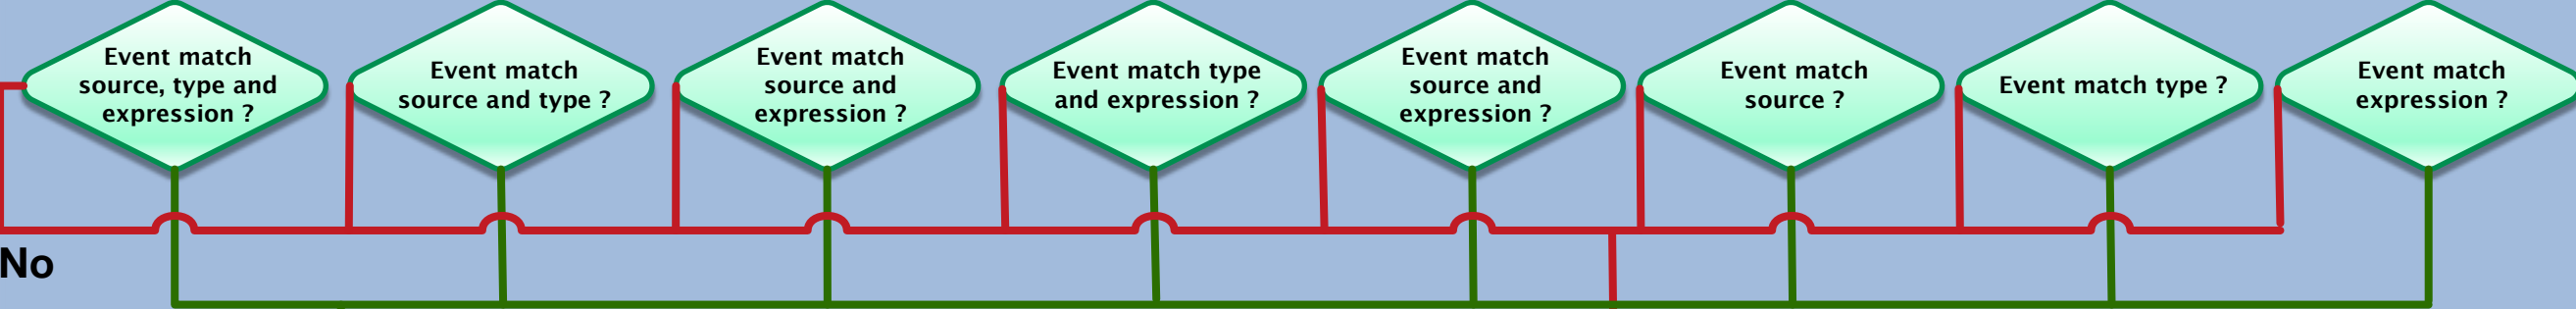 Event match
source, type and
expression ?
Event match
source and type ?
Event match
source and
expression ?
Event match type
and expression ?
Event match
source and
expression ?
Event match
source ?
Event match type ?
Event match
expression ?
No